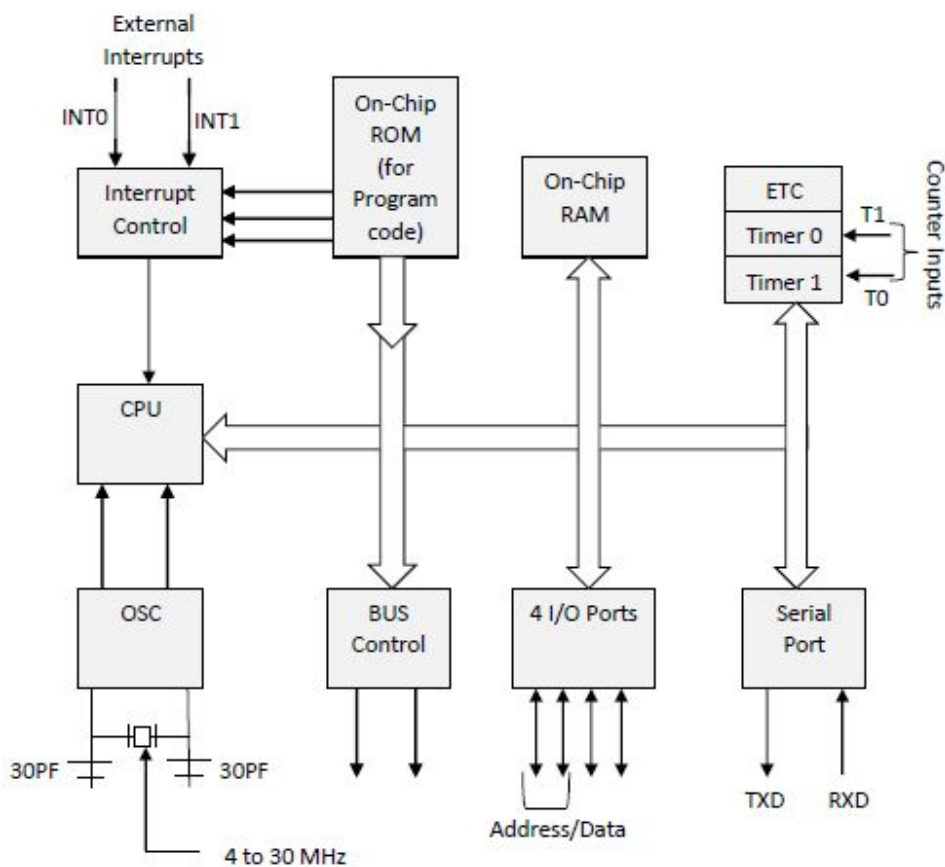 External
Interrupts
INT0
INT1
On-Chip
ROM
(for
Program
code)
Interrupt
Control
On-Chip
RAM
ETC
Timer 0
Timer 1
T1
T0
Counter Inputs
CPU
OSC
BUS
Control
4 I/O Ports
Serial
Port
30PF
30PF
4 to 30 MHz
Address/Data
TXD
RXD